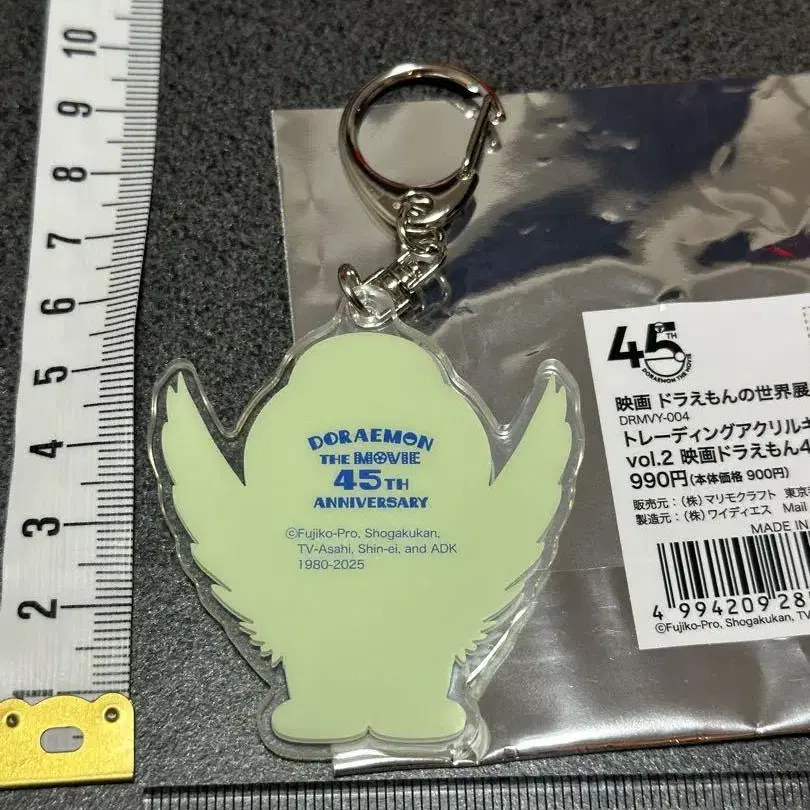 10
9
8
7
6
5
4
3
2
DORAEMON
THE MOVIE
45TH
ANNIVERSARY
©Fujiko-Pro, Shogakukan,
TV-Asahi, Shin-ei, and ADK
1980-2025
45TH
DORAEMON THE MOVIE
映画 ドラえもんの世界展
DRMVY-004
トレーディングアクリルキ
vol.2 映画ドラえもん4
990円(本体価格 900円)
販売元:(株)マリモクラフト 東京
製造元:(株)ワイディエス Mail
MADE IN
4 994209 28
©Fujiko-Pro, Shogakukan, TV